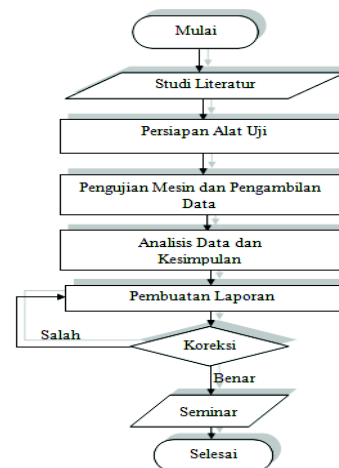 Mulai
Studi Literatur
Persiapan Alat Uji
Pengujian Mesin dan Pengambilan
Data
Analisis Data dan
Kesimpulan
Pembuatan Laporan
Salah
Koreksi
Benar
Seminar
Selesai